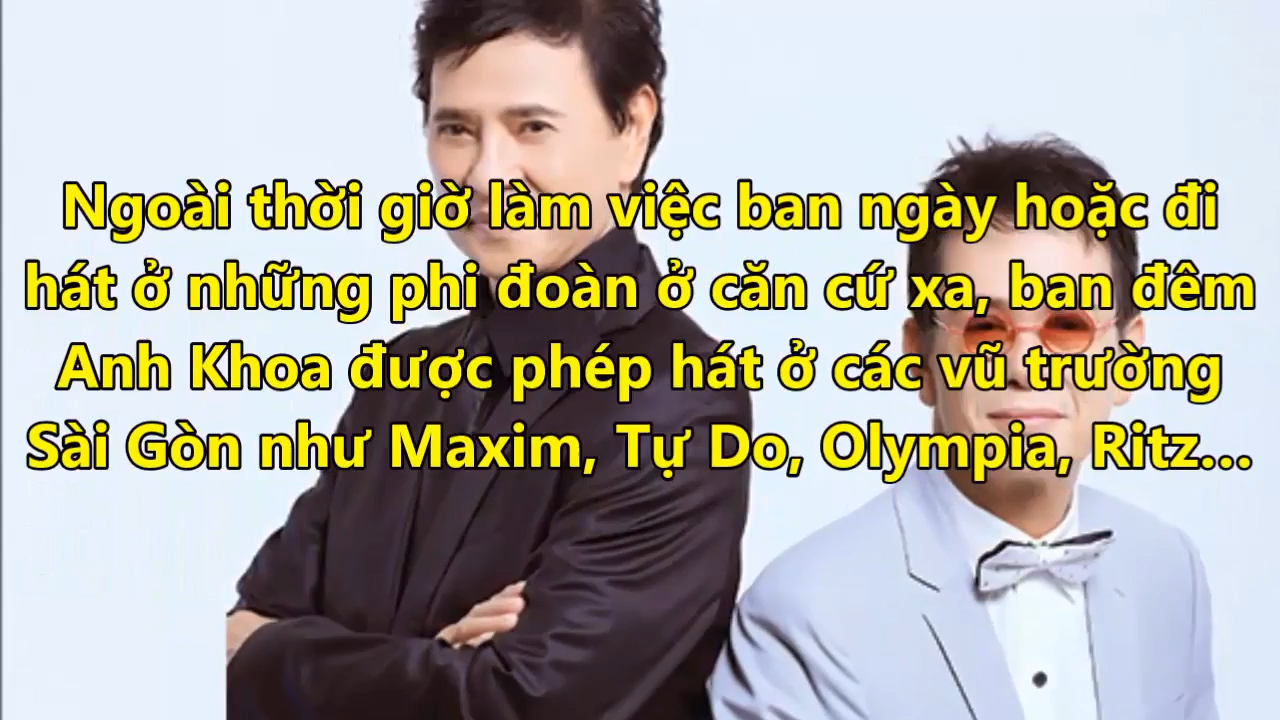 Ngoài thời giờ làm việc ban ngày hoặc đi
hát ở những phi đoàn ở căn cứ xa, ban đêm
Anh Khoa được phép hát ở các vũ trường
Sài Gòn như Maxim, Tự Do, Olympia, Ritz...